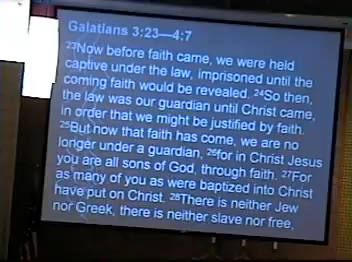 Galatians 3:23—4:7
²³Now before faith came, we were held
captive under the law, imprisoned until the
coming faith would be revealed. ²⁴So then,
the law was our guardian until Christ came,
in order that we might be justified by faith.
²⁵But now that faith has come, we are no
longer under a guardian, ²⁶for in Christ Jesus
you are all sons of God, through faith. ²⁷For
as many of you as were baptized into Christ
have put on Christ. ²⁸There is neither Jew
nor Greek, there is neither slave nor free,